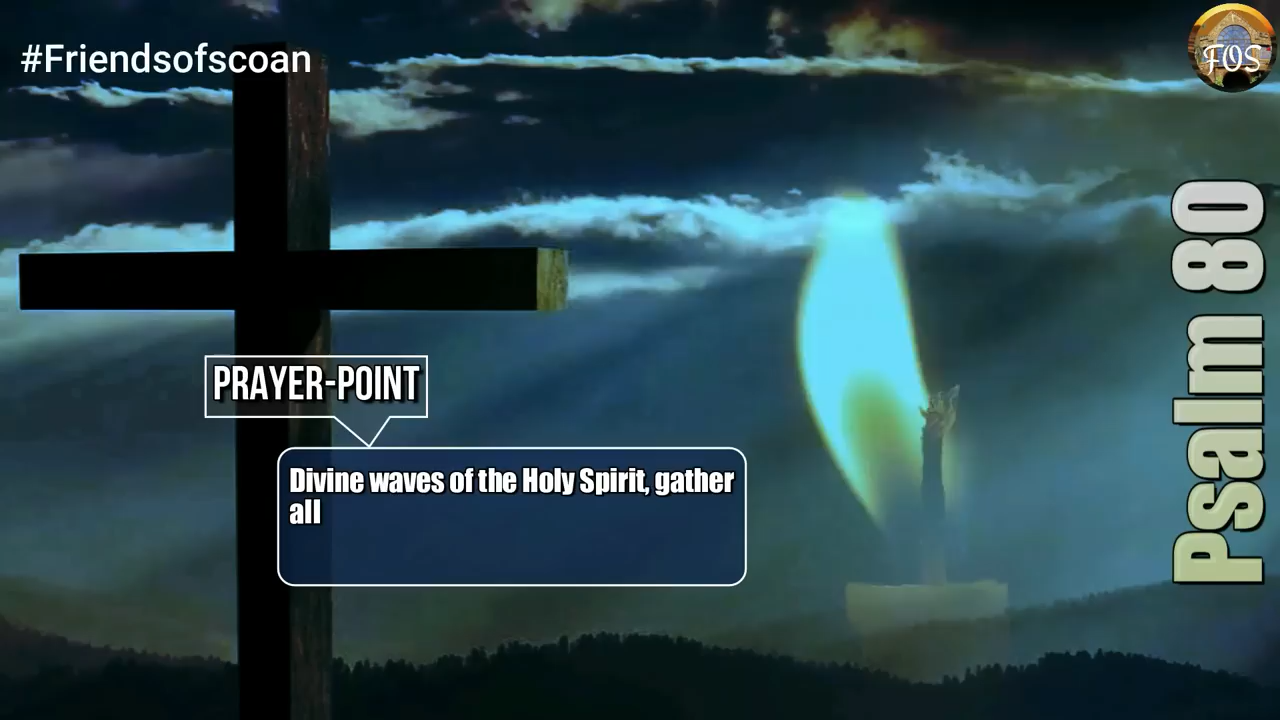 #Friendsofscoan
FOS
PRAYER-POINT
Divine waves of the Holy Spirit, gather
all
Psalm 80